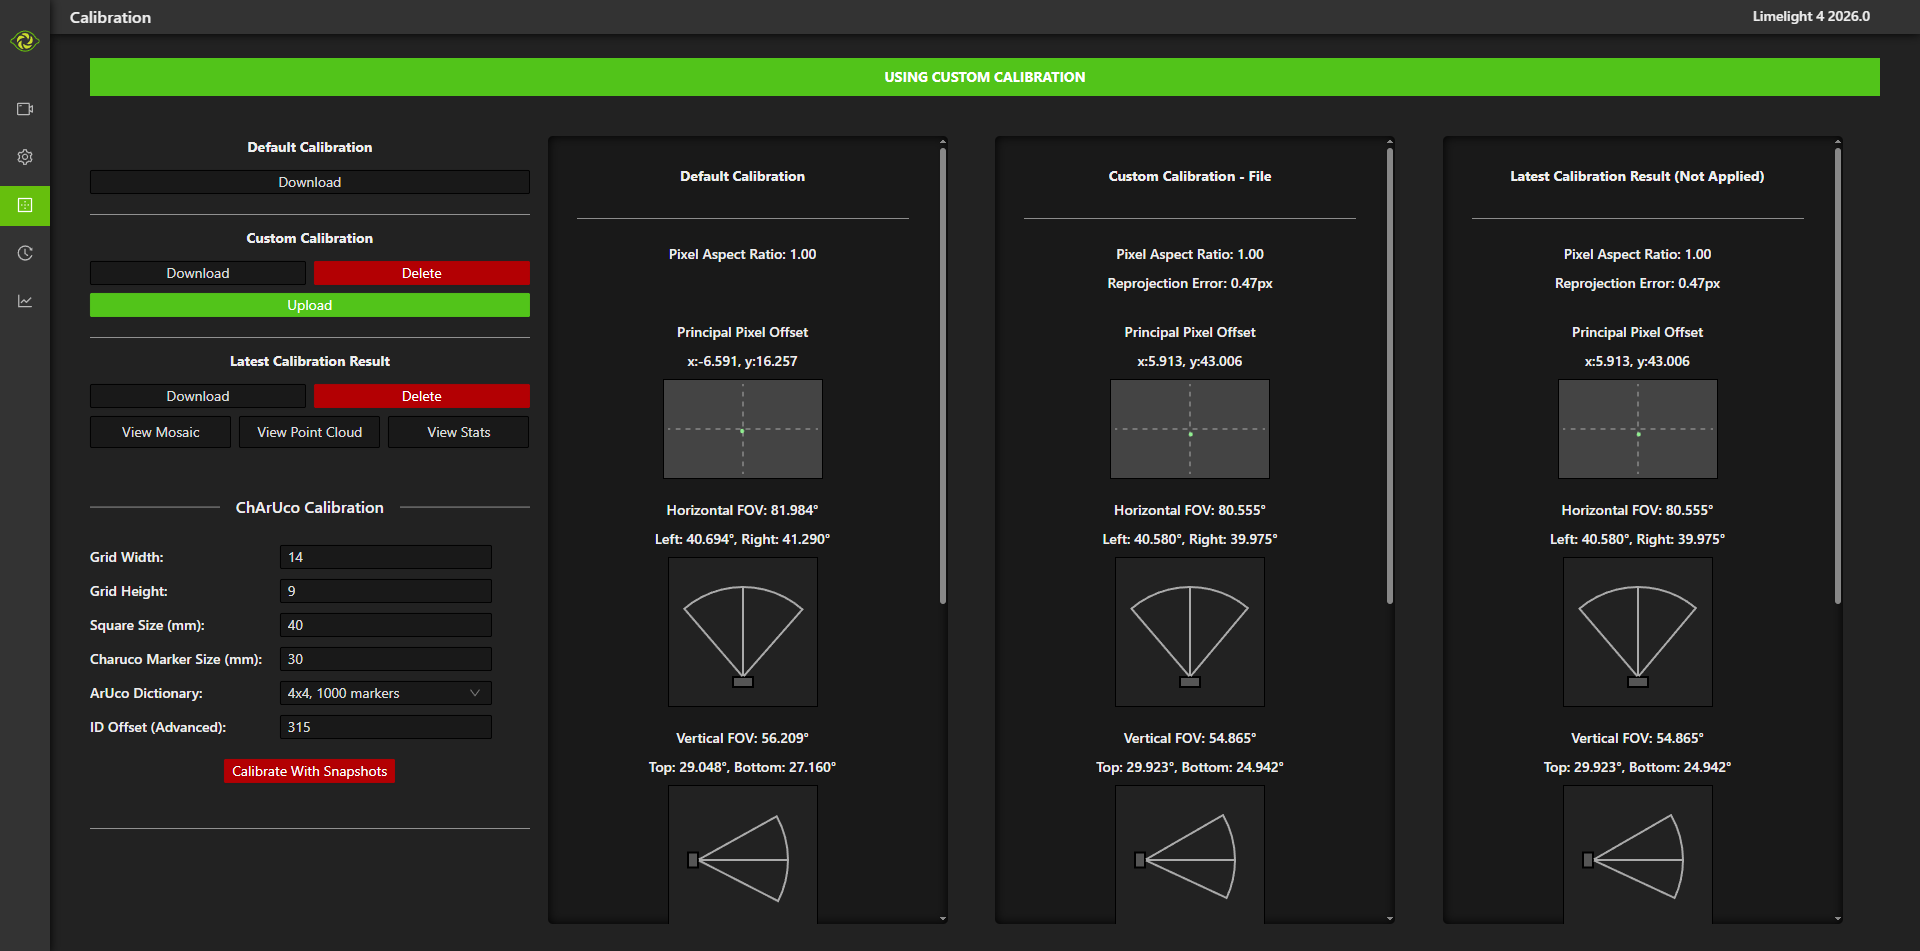 Calibration
Limelight 4 2026.0
USING CUSTOM CALIBRATION
Default Calibration
Download
Custom Calibration
Download
Delete
Upload
Latest Calibration Result
Download
Delete
View Mosaic
View Point Cloud
View Stats
ChArUco Calibration
Grid Width:
14
Grid Height:
9
Square Size (mm):
40
Charuco Marker Size (mm):
30
ArUco Dictionary:
4x4, 1000 markers
ID Offset (Advanced):
315
Calibrate With Snapshots
Default Calibration
Pixel Aspect Ratio: 1.00
Principal Pixel Offset
x:-6.591, y:16.257
Horizontal FOV: 81.984°
Left: 40.694°, Right: 41.290°
Vertical FOV: 56.209°
Top: 29.048°, Bottom: 27.160°
Custom Calibration - File
Pixel Aspect Ratio: 1.00
Reprojection Error: 0.47px
Principal Pixel Offset
x:5.913, y:43.006
Horizontal FOV: 80.555°
Left: 40.580°, Right: 39.975°
Vertical FOV: 54.865°
Top: 29.923°, Bottom: 24.942°
Latest Calibration Result (Not Applied)
Pixel Aspect Ratio: 1.00
Reprojection Error: 0.47px
Principal Pixel Offset
x:5.913, y:43.006
Horizontal FOV: 80.555°
Left: 40.580°, Right: 39.975°
Vertical FOV: 54.865°
Top: 29.923°, Bottom: 24.942°